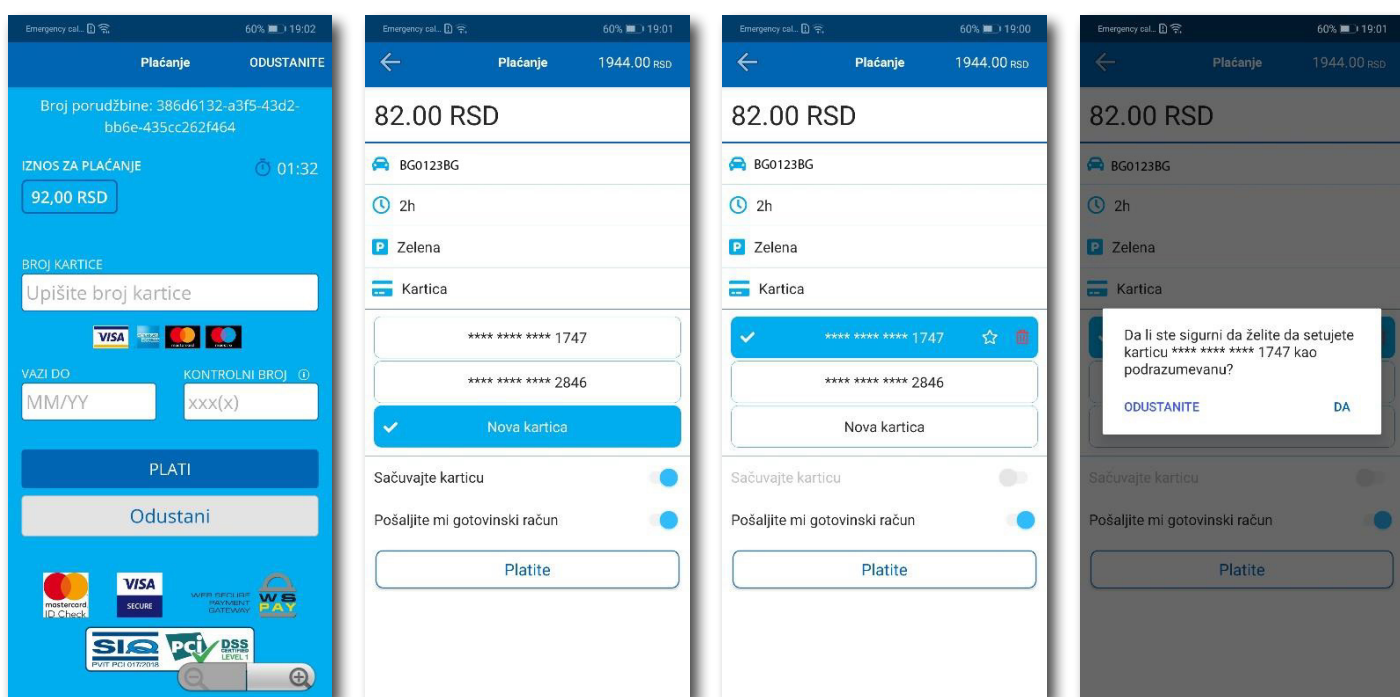 Emergency cal... 60% 19:02
Plaćanje ODUSTANITE
Broj porudžbine: 386d6132-a3f5-43d2-
bb6e-435cc262f464
IZNOS ZA PLAĆANJE 01:32
92,00 RSD
BROJ KARTICE
Upišite broj kartice
VISA
mastercard
VAZI DO KONTROLNI BROJ
MM/YY xxx(x)
PLATI
Odustani
mastercard
ID Check
VISA
SECURE
WEB SECURE
PAYMENT
GATEWAY
WS
PAY
SIQ
PVIT PCI 017/2018
PCI DSS
CERTIFIED
LEVEL 1
Emergency cal... 60% 19:01
Plaćanje 1944.00 RSD
82.00 RSD
BG0123BG
2h
P Zelena
Kartica
**** **** **** 1747
**** **** **** 2846
Nova kartica
Sačuvajte karticu
Pošaljite mi gotovinski račun
Platite
Emergency cal... 60% 19:00
Plaćanje 1944.00 RSD
82.00 RSD
BG0123BG
2h
P Zelena
Kartica
**** **** **** 1747
**** **** **** 2846
Nova kartica
Sačuvajte karticu
Pošaljite mi gotovinski račun
Platite
Emergency cal... 60% 19:01
Plaćanje 1944.00 RSD
82.00 RSD
BG0123BG
2h
P Zelena
Kartica
Da li ste sigurni da želite da setujete
karticu **** **** **** 1747 kao
podrazumevanu?
ODUSTANITE DA
Sačuvajte karticu
Pošaljite mi gotovinski račun
Platite